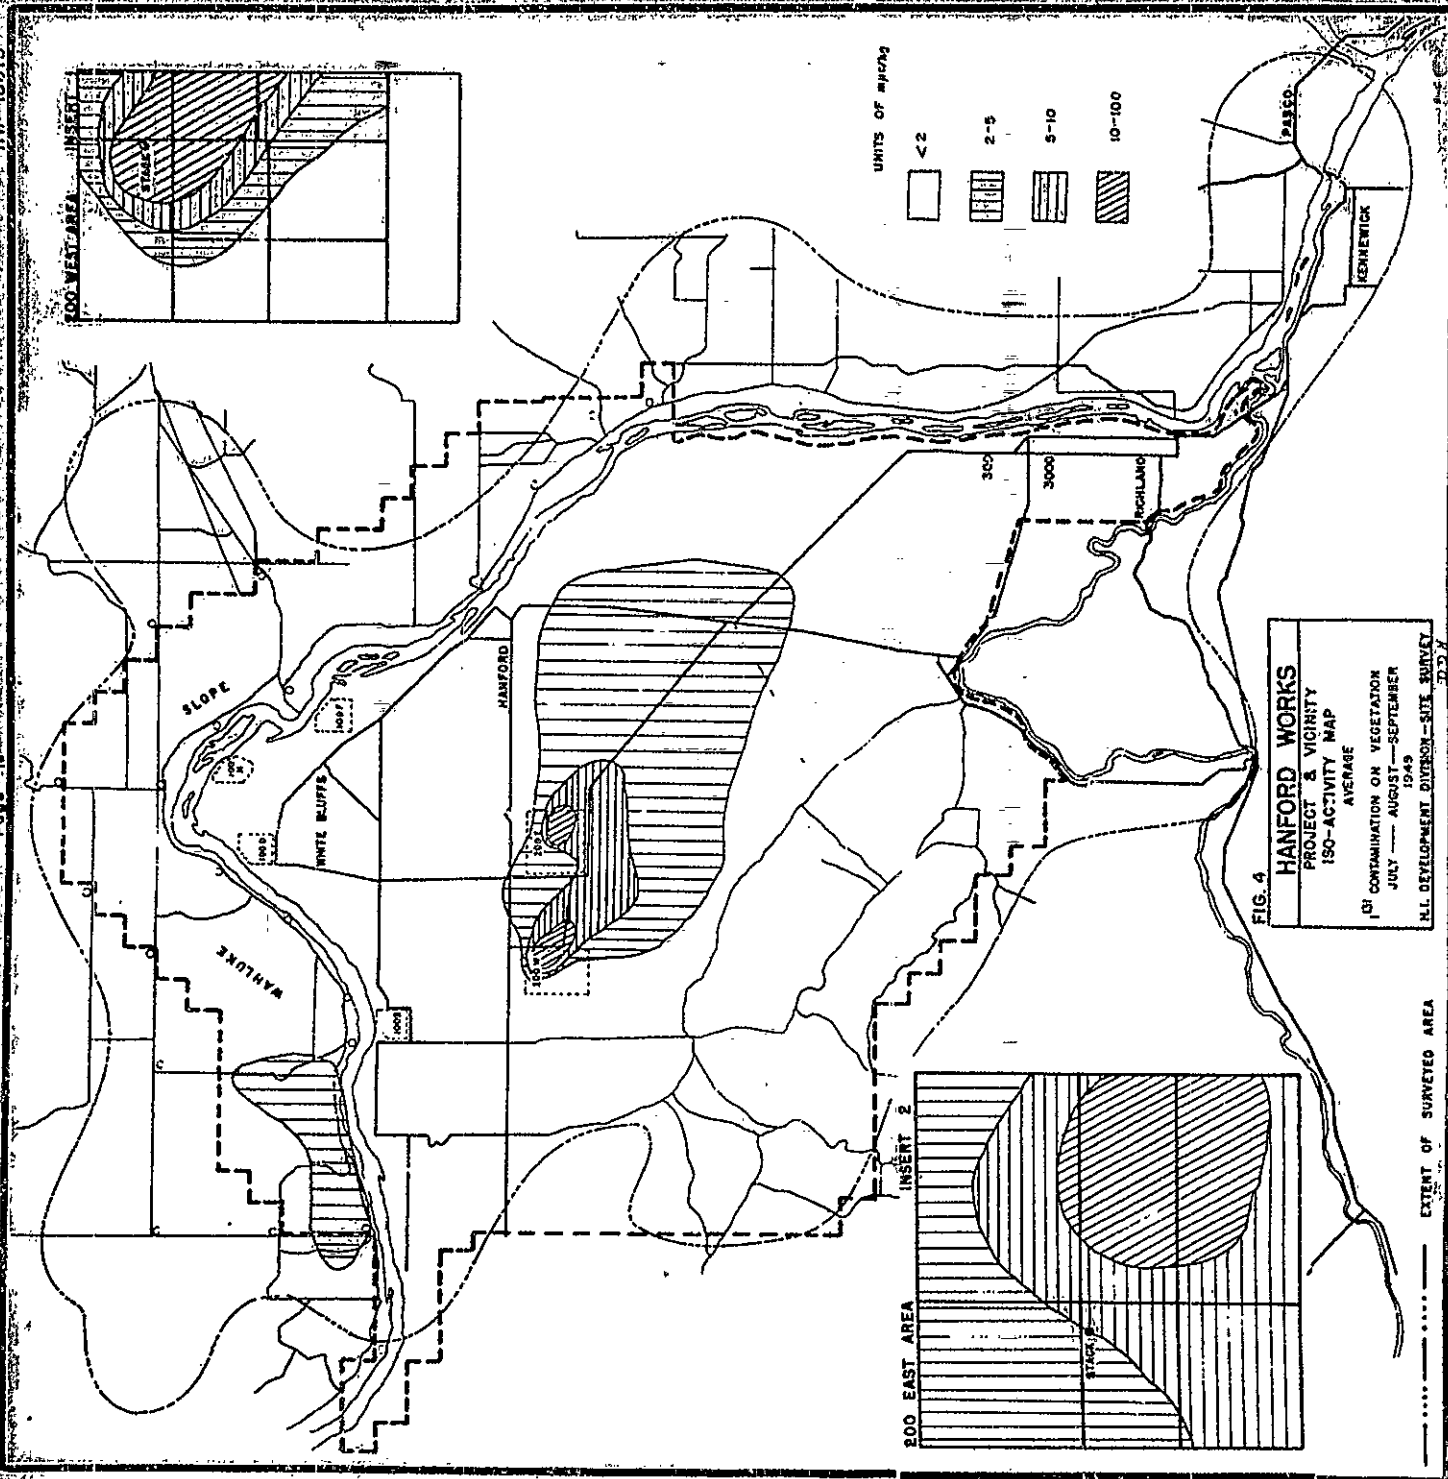 200 WEST AREA INSERT
STACK
UNITS OF μμc/kg
<2
2-5
5-10
10-100
PASCO
KENNEWICK
SLOPE
WAHLUKE
WHITE BLUFFS
HANFORD
100 F
100 D
100B
200 E
200 W
300
3000
RICHLAND
200 EAST AREA INSERT 2
STACK
FIG. 4
HANFORD WORKS
PROJECT & VICINITY
ISO-ACTIVITY MAP
AVERAGE
I131 CONTAMINATION ON VEGETATION
JULY — AUGUST — SEPTEMBER
1949
H.I. DEVELOPMENT DIVISION-SITE SURVEY
EXTENT OF SURVEYED AREA